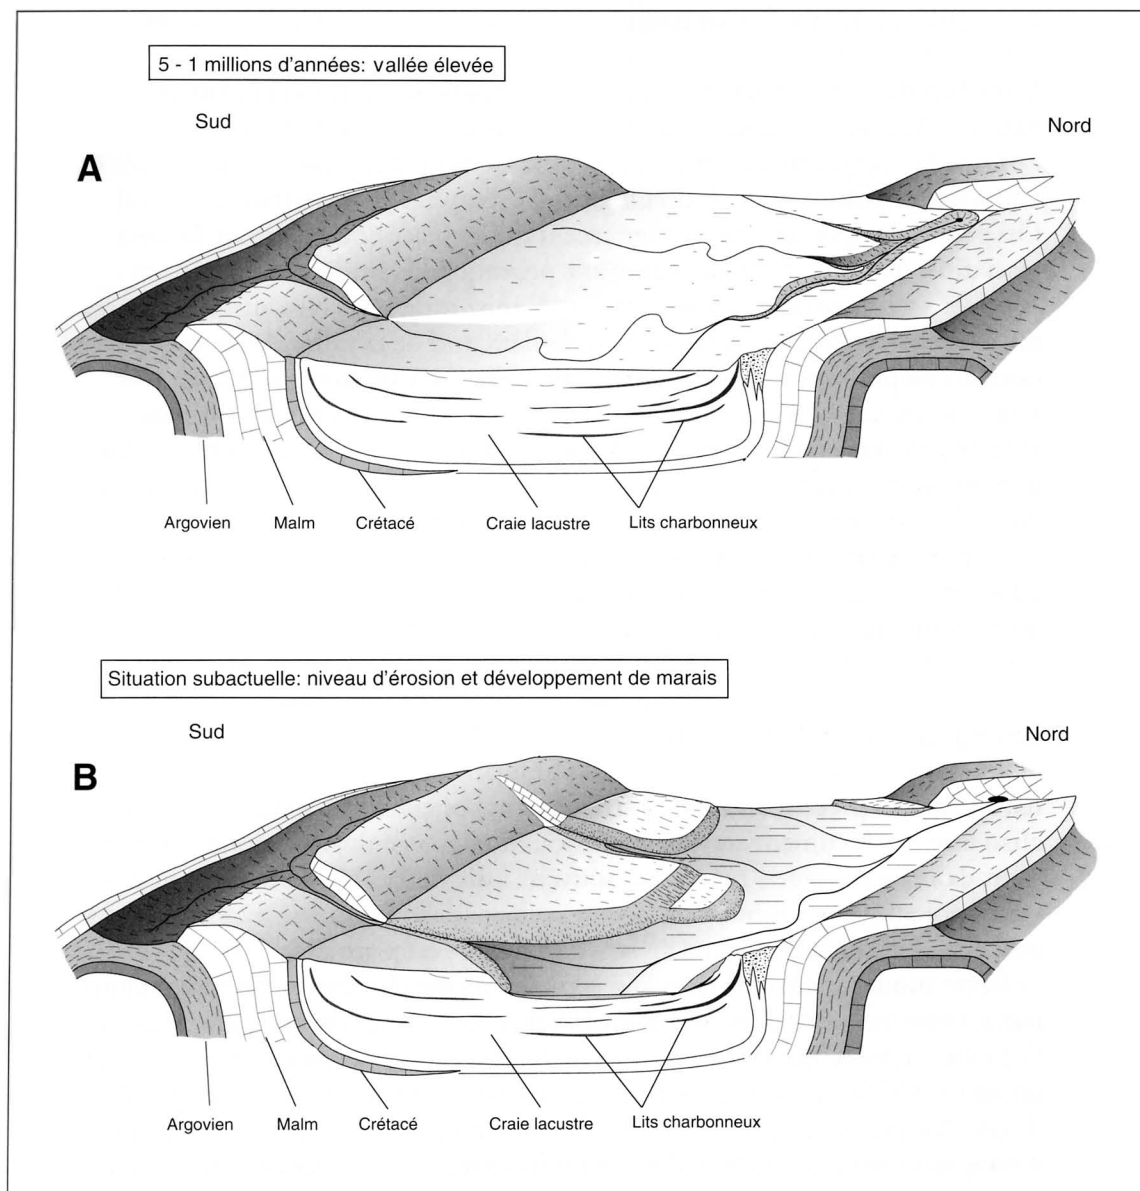 5 - 1 millions d'années: vallée élevée
Sud
Nord
A
Argovien
Malm
Crétacé
Craie lacustre
Lits charbonneux
Situation subactuelle: niveau d'érosion et développement de marais
Sud
Nord
B
Argovien
Malm
Crétacé
Craie lacustre
Lits charbonneux